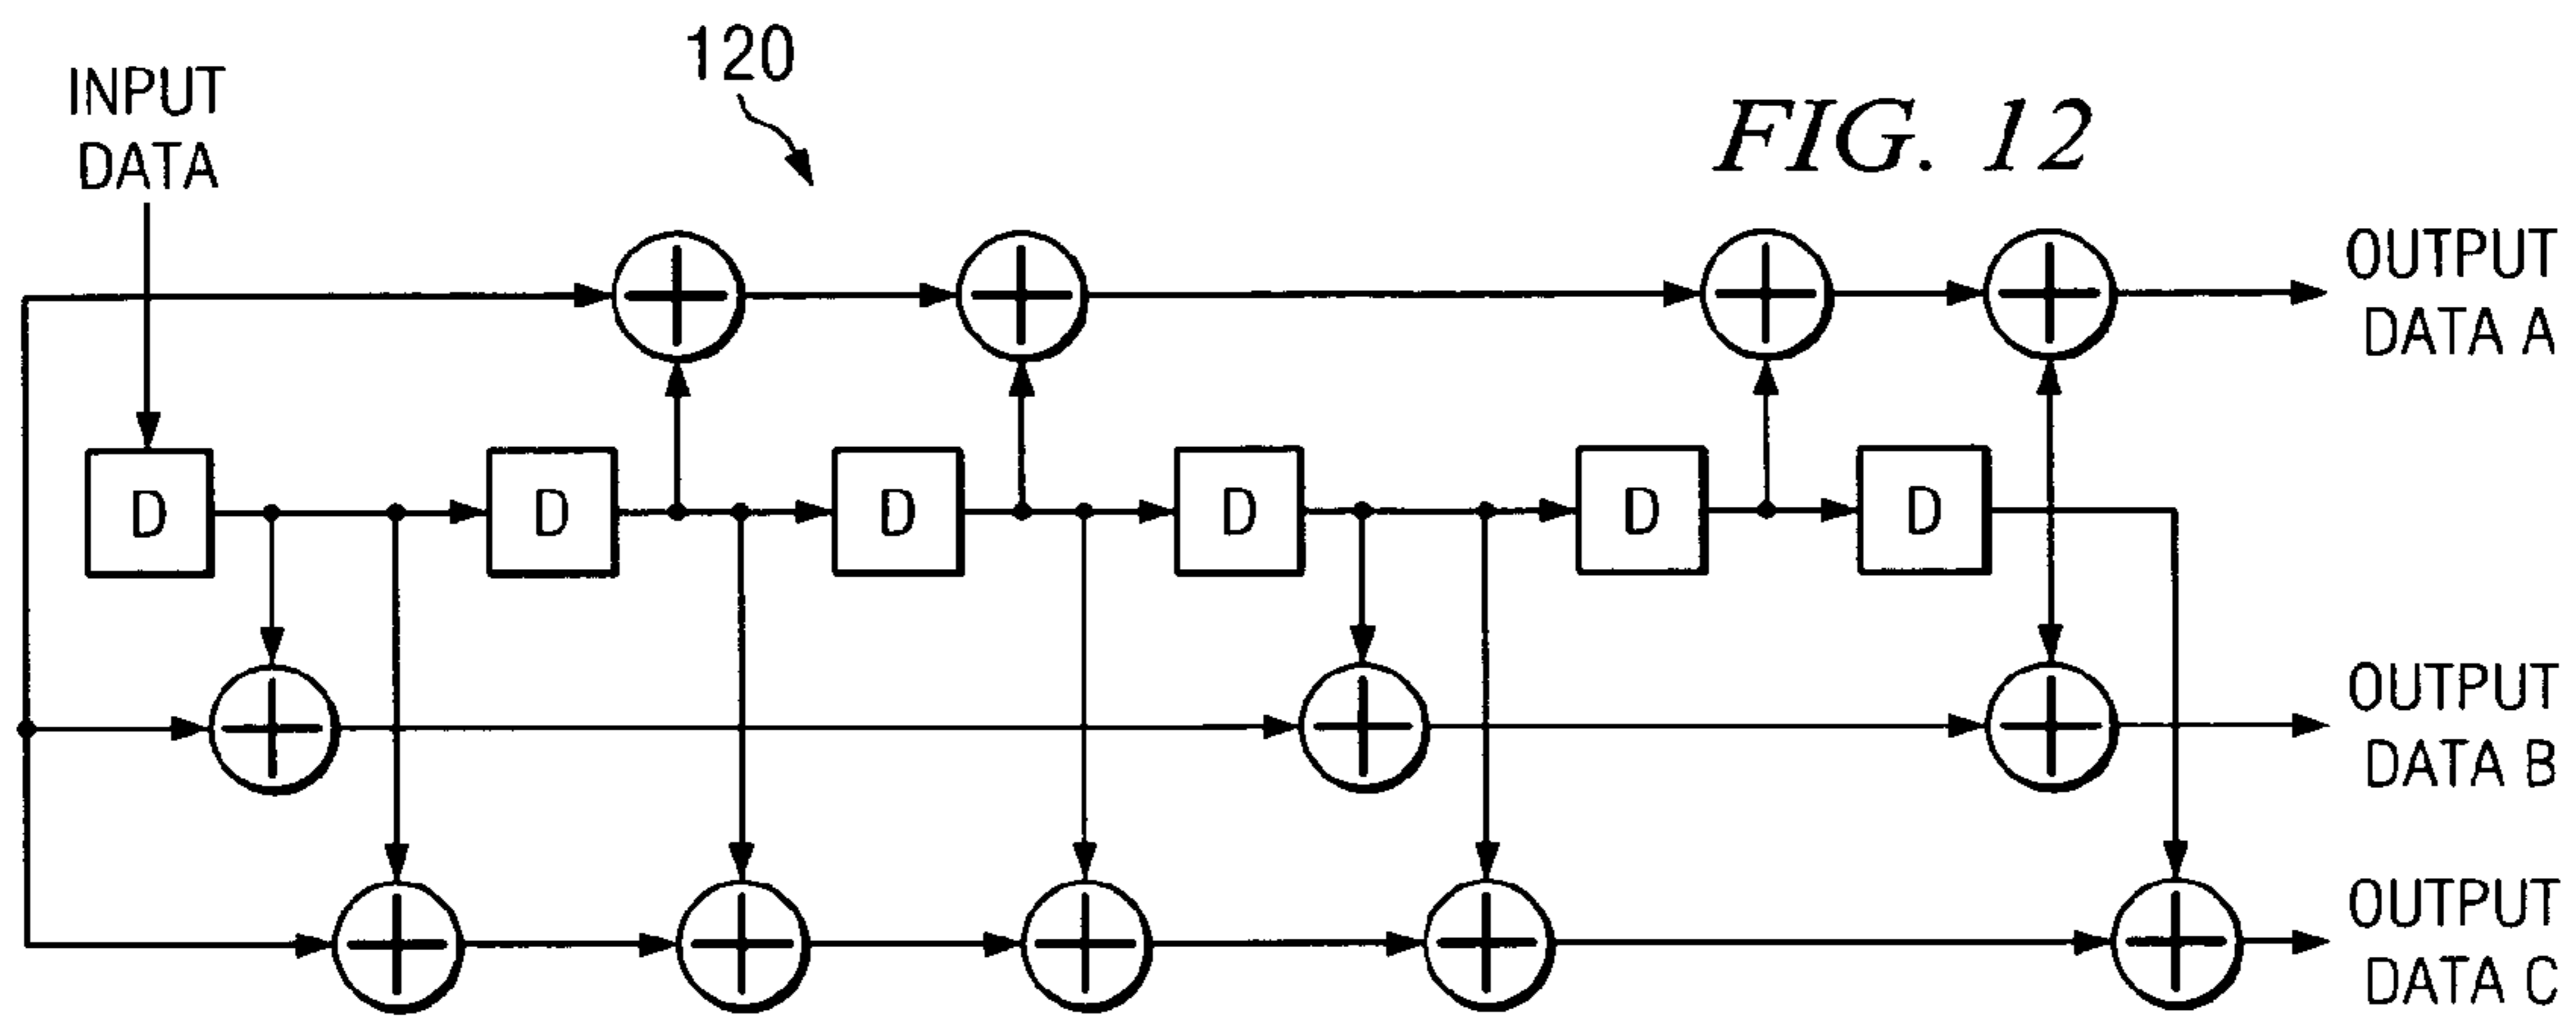 120
INPUT
DATA
FIG. 12
OUTPUT
DATA A
D D D D D D
OUTPUT
DATA B
OUTPUT
DATA C